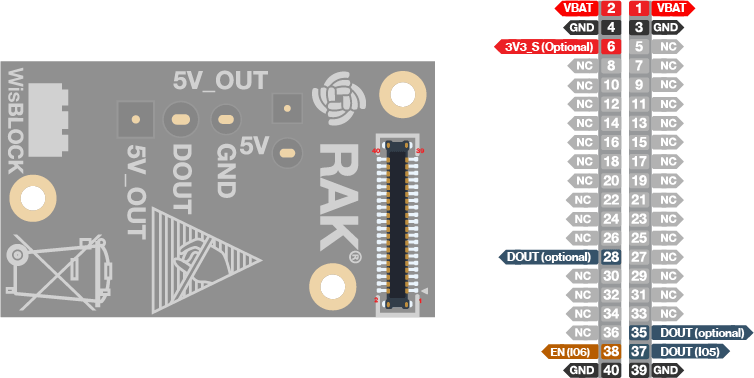 WisBLOCK
5V_OUT
5V_OUT
DOUT
GND
5V
RAK®
40 39
2 1
VBAT 2 1 VBAT
GND 4 3 GND
3V3_S (Optional) 6 5 NC
NC 8 7 NC
NC 10 9 NC
NC 12 11 NC
NC 14 13 NC
NC 16 15 NC
NC 18 17 NC
NC 20 19 NC
NC 22 21 NC
NC 24 23 NC
NC 26 25 NC
DOUT (optional) 28 27 NC
NC 30 29 NC
NC 32 31 NC
NC 34 33 NC
NC 36 35 DOUT (optional)
EN (IO6) 38 37 DOUT (IO5)
GND 40 39 GND